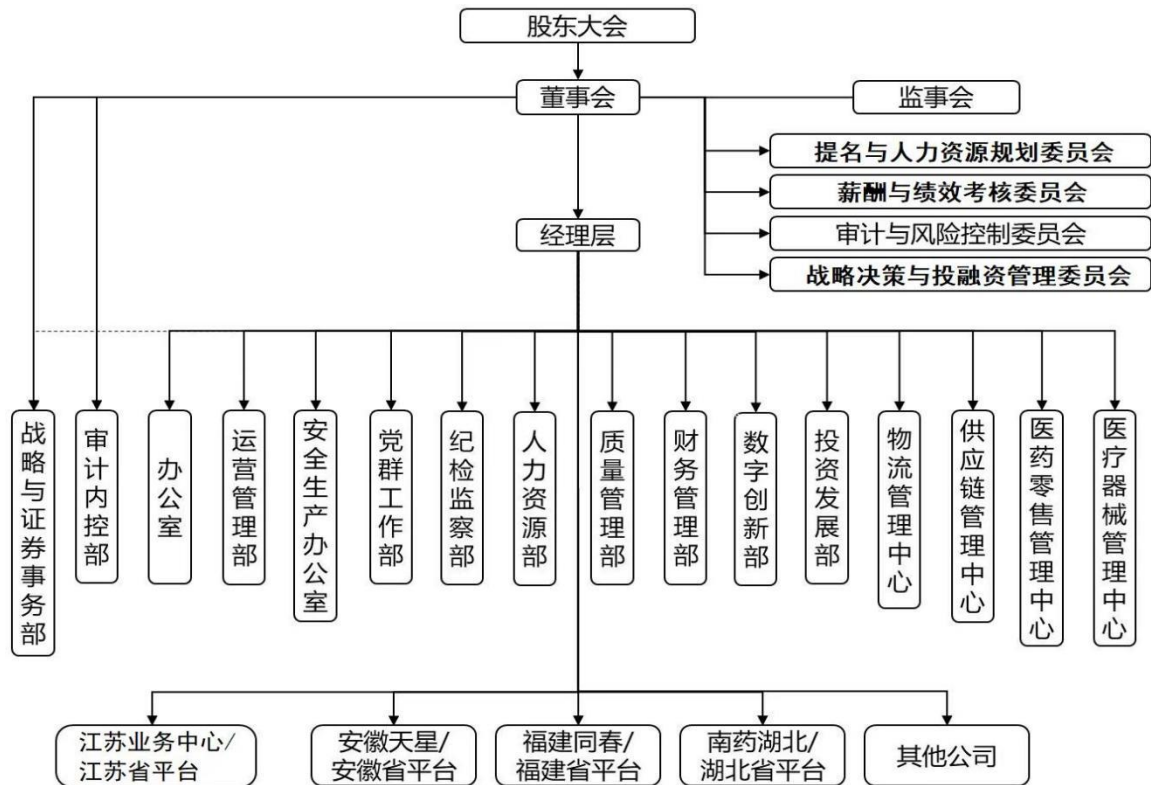 股东大会
董事会
监事会
提名与人力资源规划委员会
薪酬与绩效考核委员会
经理层
审计与风险控制委员会
战略决策与投融资管理委员会
战略与证券事务部
审计内控部
办公室
运营管理部
安全生产办公室
党群工作部
纪检监察部
人力资源部
质量管理部
财务管理部
数字创新部
投资发展部
物流管理中心
供应链管理中心
医药零售管理中心
医疗器械管理中心
江苏业务中心/
江苏省平台
安徽天星/
安徽省平台
福建同春/
福建省平台
南药湖北/
湖北省平台
其他公司